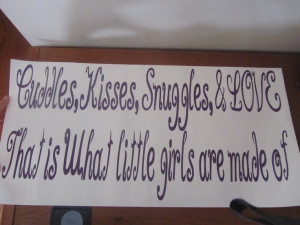 Cuddles, Kisses, Snuggles, & LOVE
That is What little girls are made of